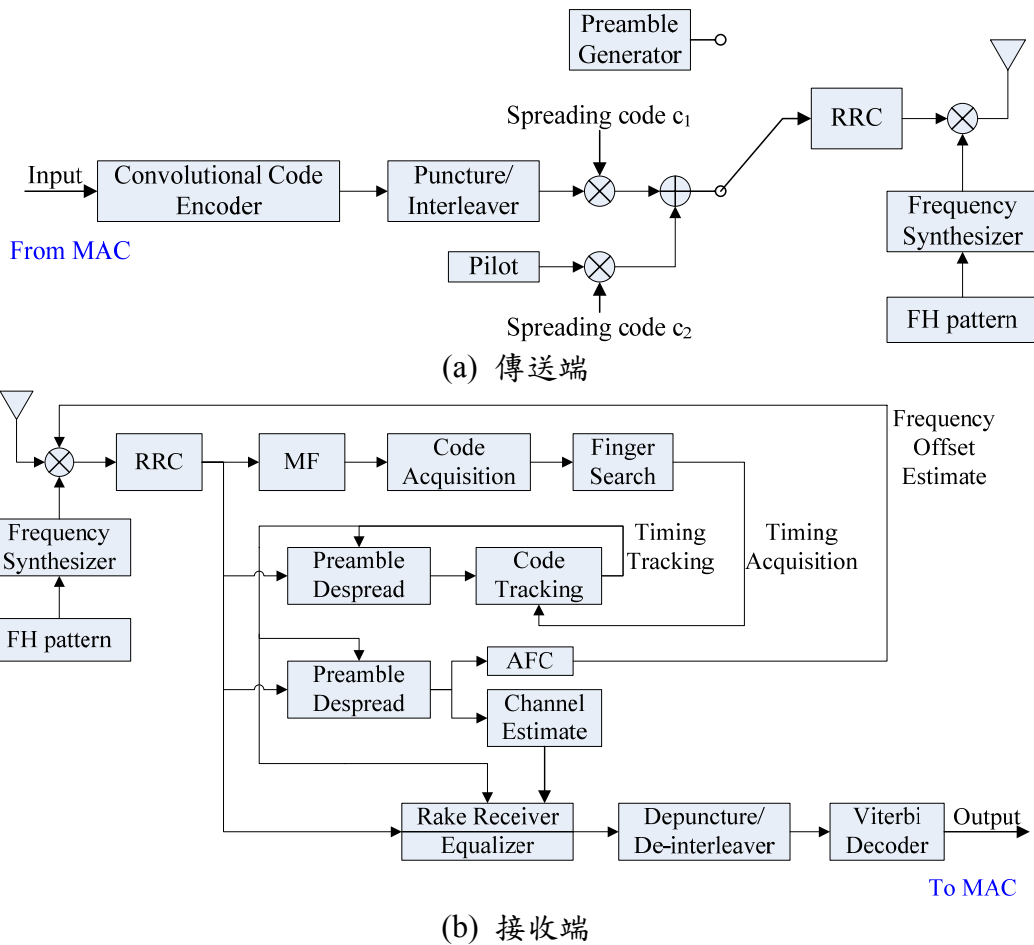 Preamble
Generator
Spreading code c₁
RRC
Input
Convolutional Code
Encoder
Puncture/
Interleaver
From MAC
Pilot
Spreading code c₂
Frequency
Synthesizer
FH pattern
(a) 傳送端
RRC
MF
Code
Acquisition
Finger
Search
Frequency
Offset
Estimate
Frequency
Synthesizer
FH pattern
Preamble
Despread
Code
Tracking
Timing
Tracking
Timing
Acquisition
Preamble
Despread
AFC
Channel
Estimate
Rake Receiver
Equalizer
Depuncture/
De-interleaver
Viterbi
Decoder
Output
To MAC
(b) 接收端